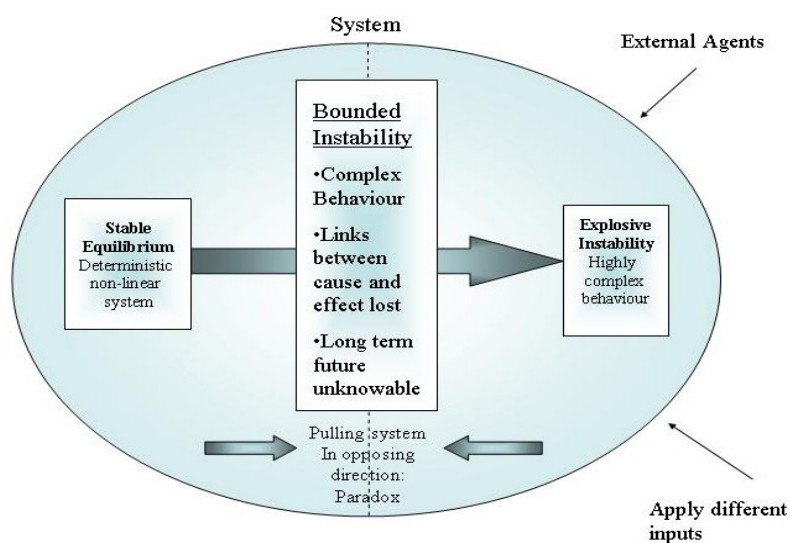 System
External Agents
Bounded
Instability
•Complex
Behaviour
•Links
between
cause and
effect lost
•Long term
future
unknowable
Stable
Equilibrium
Deterministic
non-linear
system
Explosive
Instability
Highly
complex
behaviour
Pulling system
In opposing
direction:
Paradox
Apply different
inputs